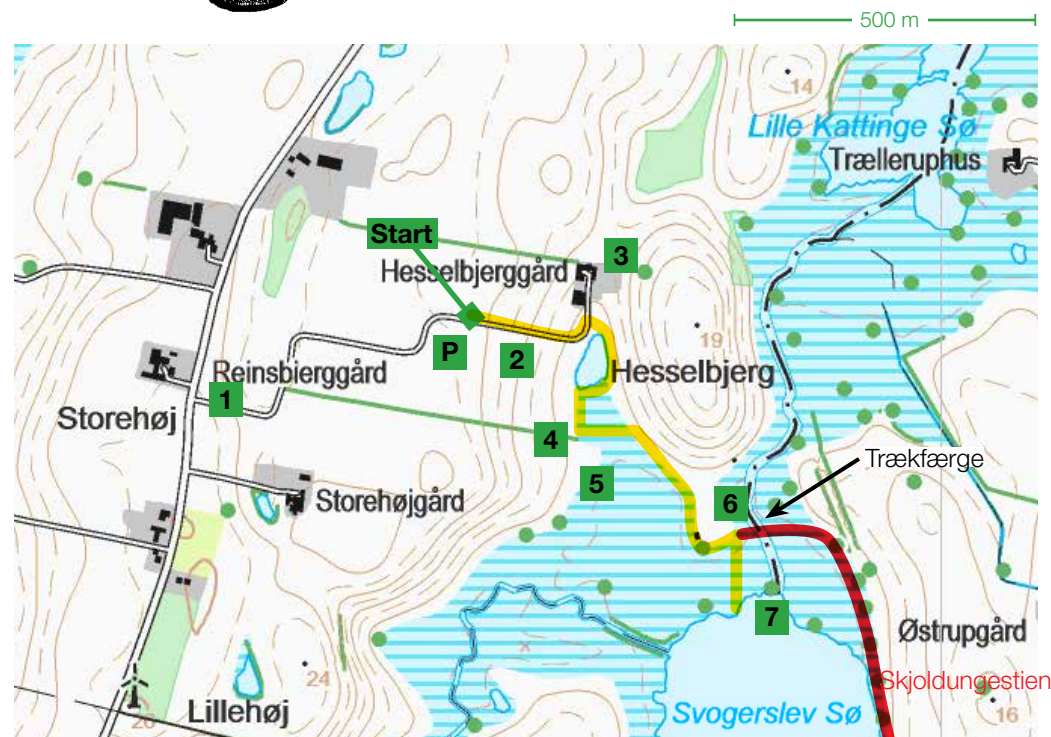 500 m
14
Lille Kattinge Sø
Trælleruphus
Start
3
Hesselbjerggård
P
2
19
Reinsbierggård
Hesselbjerg
1
Storehøj
4
Trækfærge
5
6
Storehøjgård
7
Østrupgård
24
Skjoldungestien
Lillehøj
Svogerslev Sø
16
20